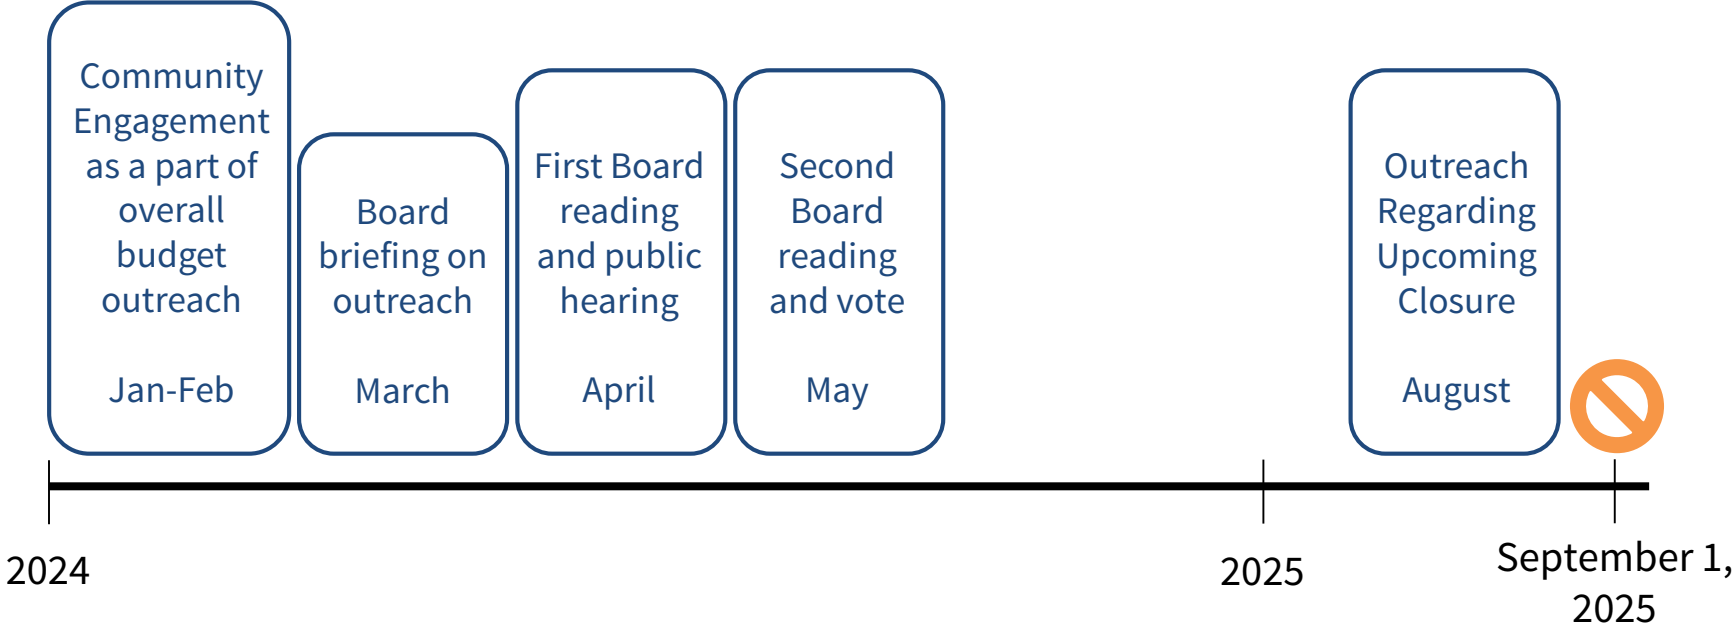 Community
Engagement
as a part of
overall
budget
outreach
Jan-Feb
Board
briefing on
outreach
March
First Board
reading
and public
hearing
April
Second
Board
reading
and vote
May
Outreach
Regarding
Upcoming
Closure
August
2024
2025
September 1,
2025